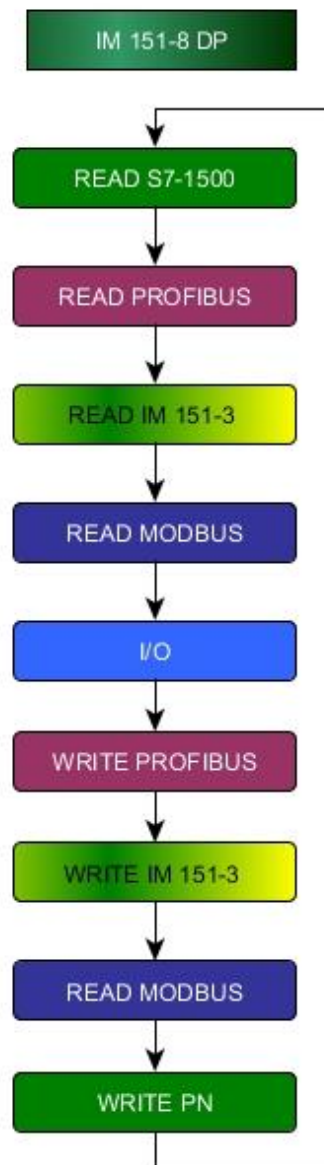 IM 151-8 DP
READ S7-1500
READ PROFIBUS
READ IM 151-3
READ MODBUS
I/O
WRITE PROFIBUS
WRITE IM 151-3
READ MODBUS
WRITE PN